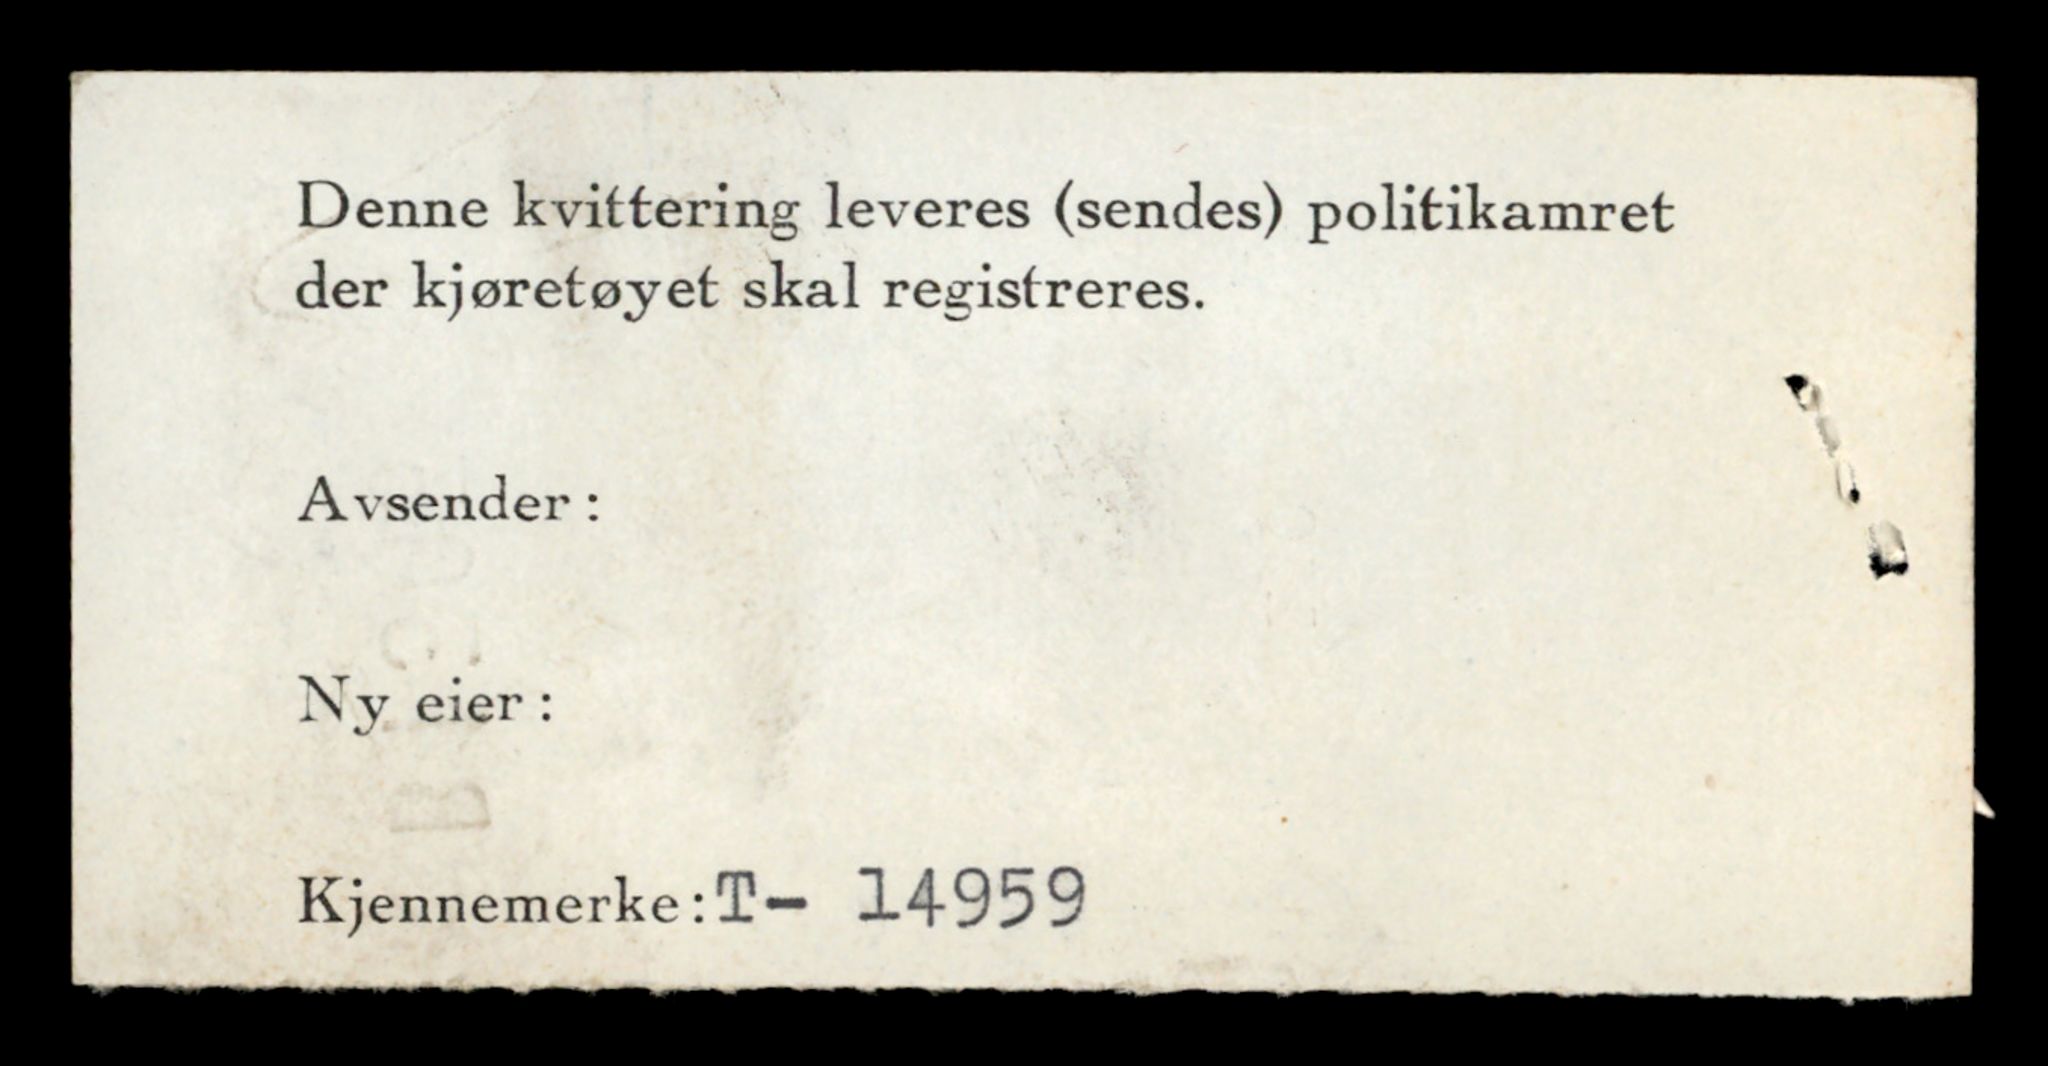 Denne kvittering leveres (sendes) politikamret
der kjøretøyet skal registreres.
Avsender:
Ny eier:
Kjennemerke: T- 14959